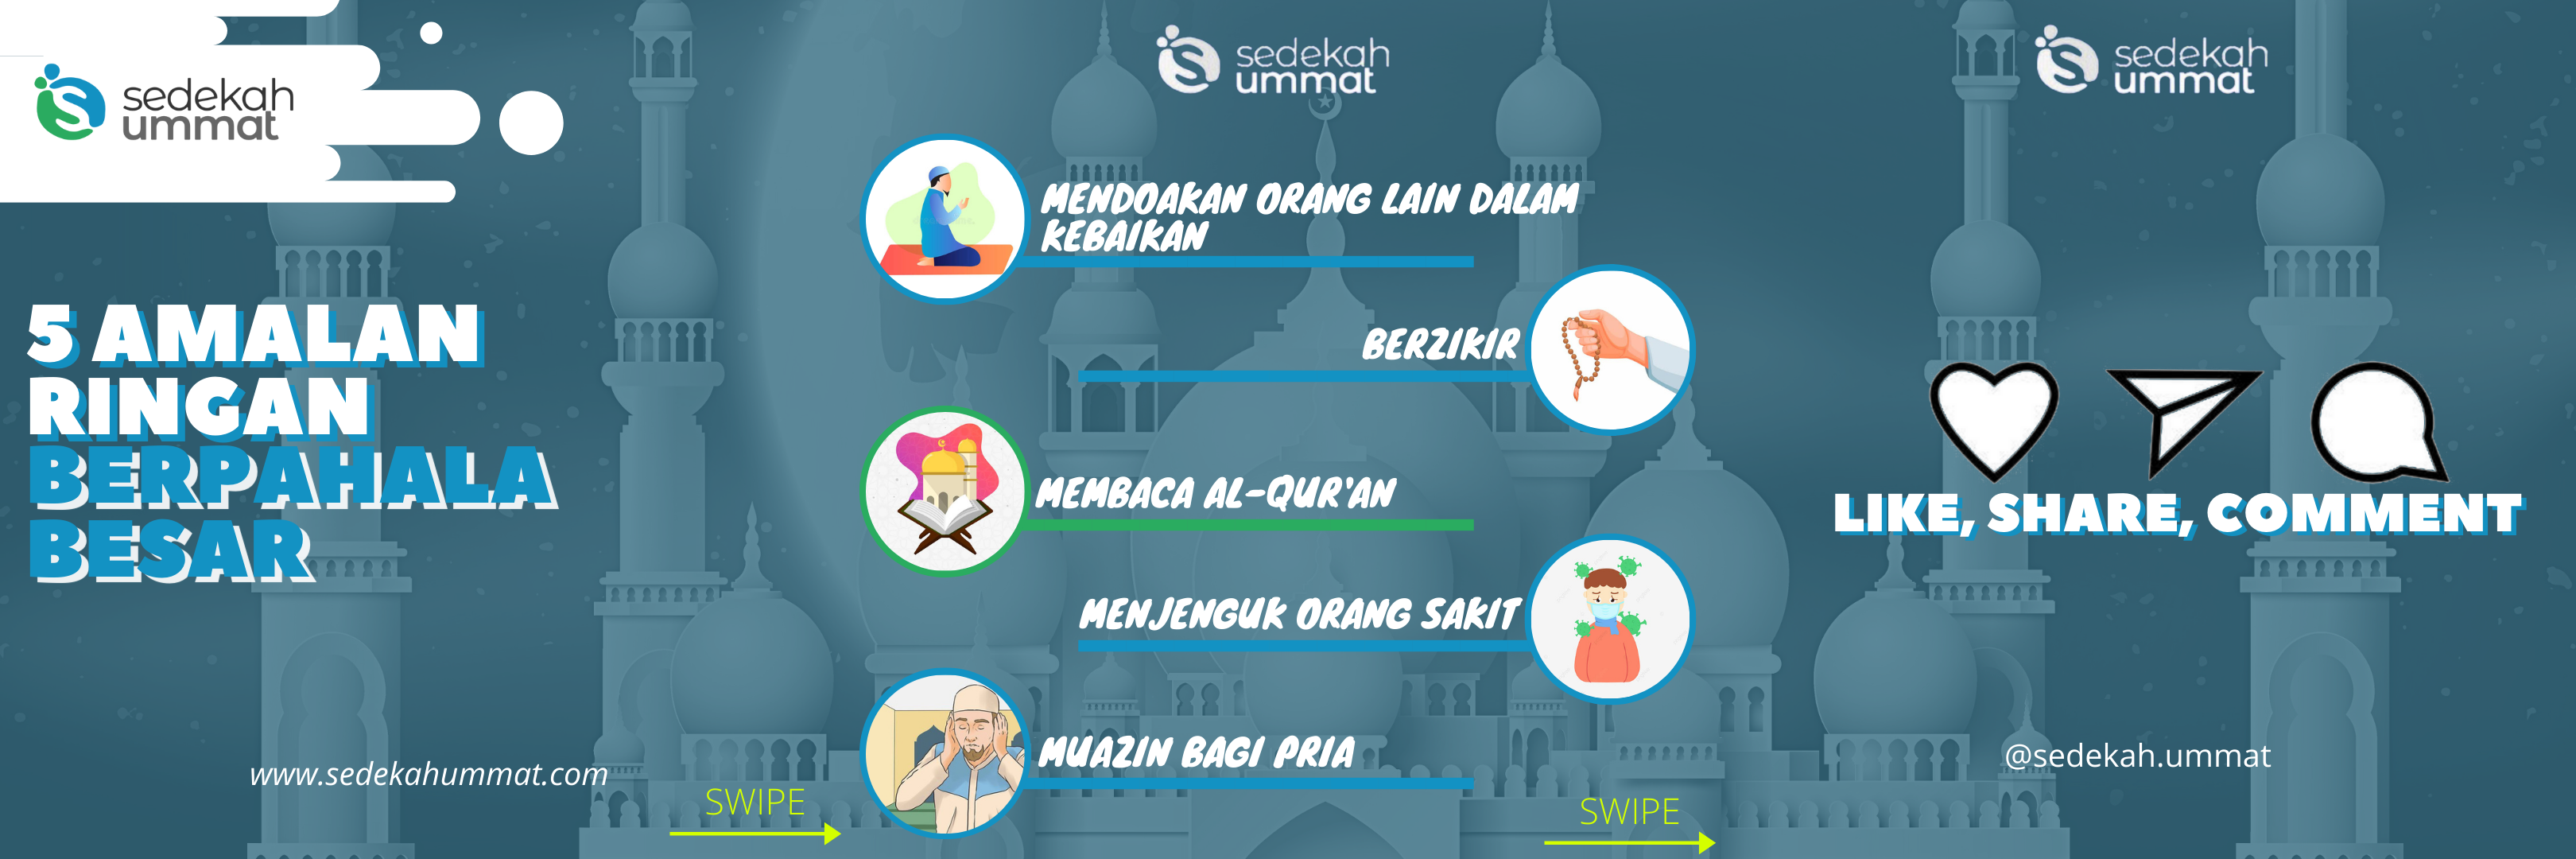 sedekah
ummat
5 AMALAN
RINGAN
BERPAHALA
BESAR
www.sedekahummat.com
SWIPE
sedekah
ummat
MENDOAKAN ORANG LAIN DALAM
KEBAIKAN
BERZIKIR
MEMBACA AL-QUR'AN
MENJENGUK ORANG SAKIT
MUAZIN BAGI PRIA
SWIPE
sedekah
ummat
LIKE, SHARE, COMMENT
@sedekah.ummat